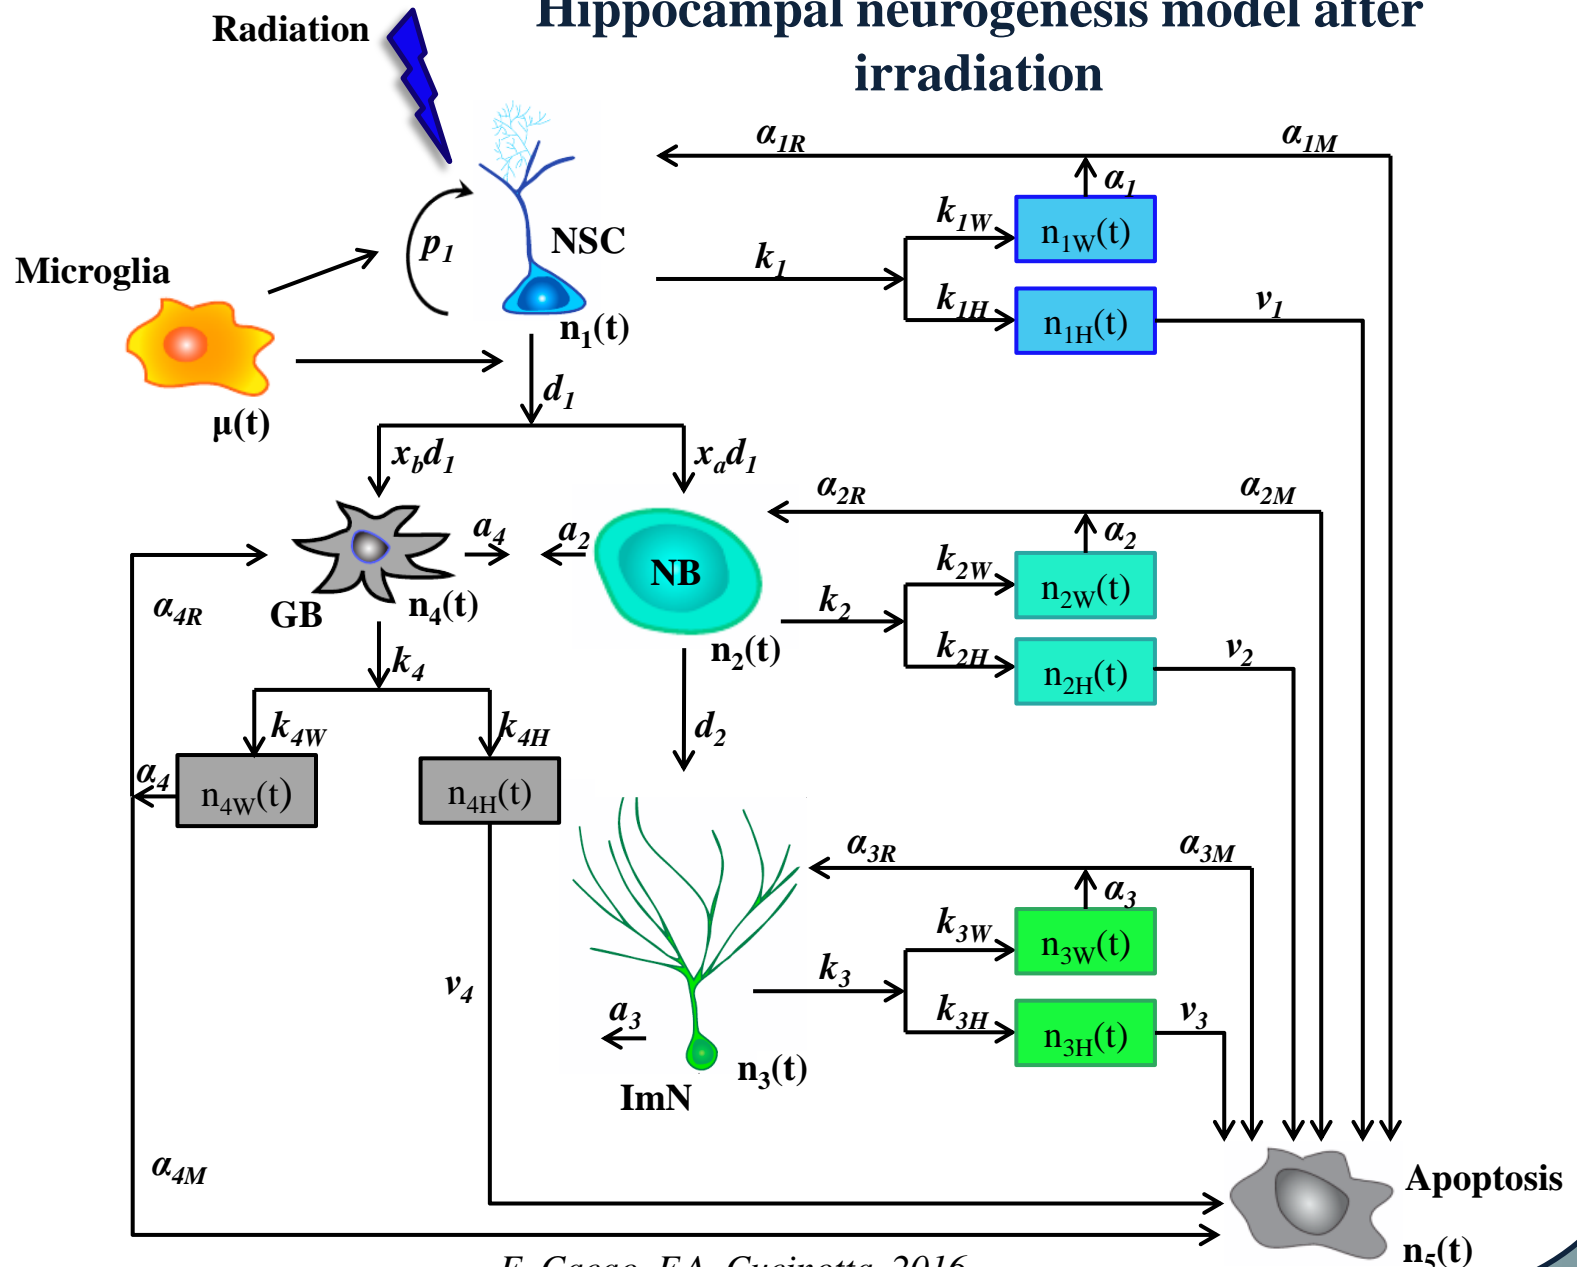 Hippocampal neurogenesis model after
irradiation
Radiation
α1R
α1M
α1
k1W
n1W(t)
p1
NSC
k1
Microglia
k1H
n1H(t)
v1
n1(t)
d1
μ(t)
xbd1
xad1
α2R
α2M
a4
a2
α2
k2W
n2W(t)
NB
α4R
GB
n4(t)
k2
k2H
n2H(t)
v2
n2(t)
k4
k4W
k4H
d2
α4
n4W(t)
n4H(t)
α3R
α3M
α3
k3W
n3W(t)
k3
v4
a3
k3H
n3H(t)
v3
n3(t)
ImN
α4M
Apoptosis
n5(t)
E. Cacao, F.A. Cucinotta, 2016